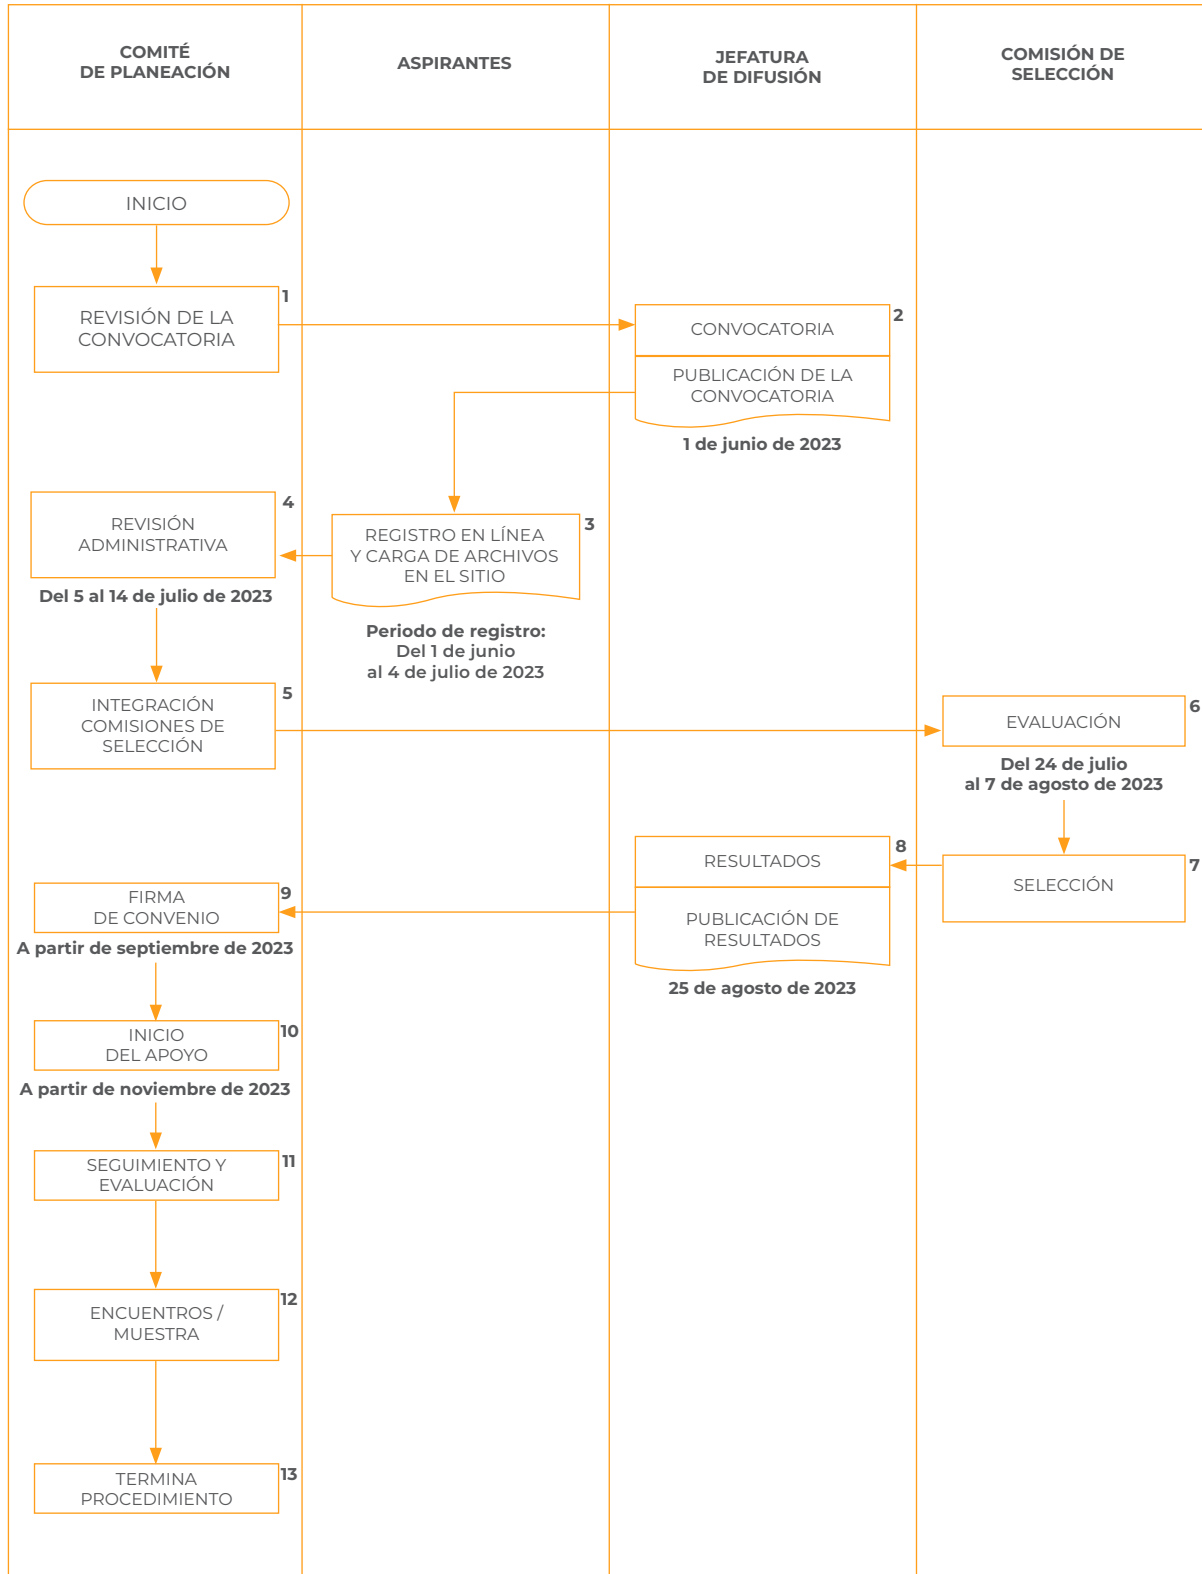 COMITÉ
DE PLANEACIÓN
ASPIRANTES
JEFATURA
DE DIFUSIÓN
COMISIÓN DE
SELECCIÓN
INICIO
1
REVISIÓN DE LA
CONVOCATORIA
2
CONVOCATORIA
PUBLICACIÓN DE LA
CONVOCATORIA
1 de junio de 2023
3
REGISTRO EN LÍNEA
Y CARGA DE ARCHIVOS
EN EL SITIO
Periodo de registro:
Del 1 de junio
al 4 de julio de 2023
4
REVISIÓN
ADMINISTRATIVA
Del 5 al 14 de julio de 2023
5
INTEGRACIÓN
COMISIONES DE
SELECCIÓN
6
EVALUACIÓN
Del 24 de julio
al 7 de agosto de 2023
7
SELECCIÓN
8
RESULTADOS
PUBLICACIÓN DE
RESULTADOS
25 de agosto de 2023
9
FIRMA
DE CONVENIO
A partir de septiembre de 2023
10
INICIO
DEL APOYO
A partir de noviembre de 2023
11
SEGUIMIENTO Y
EVALUACIÓN
12
ENCUENTROS /
MUESTRA
13
TERMINA
PROCEDIMIENTO